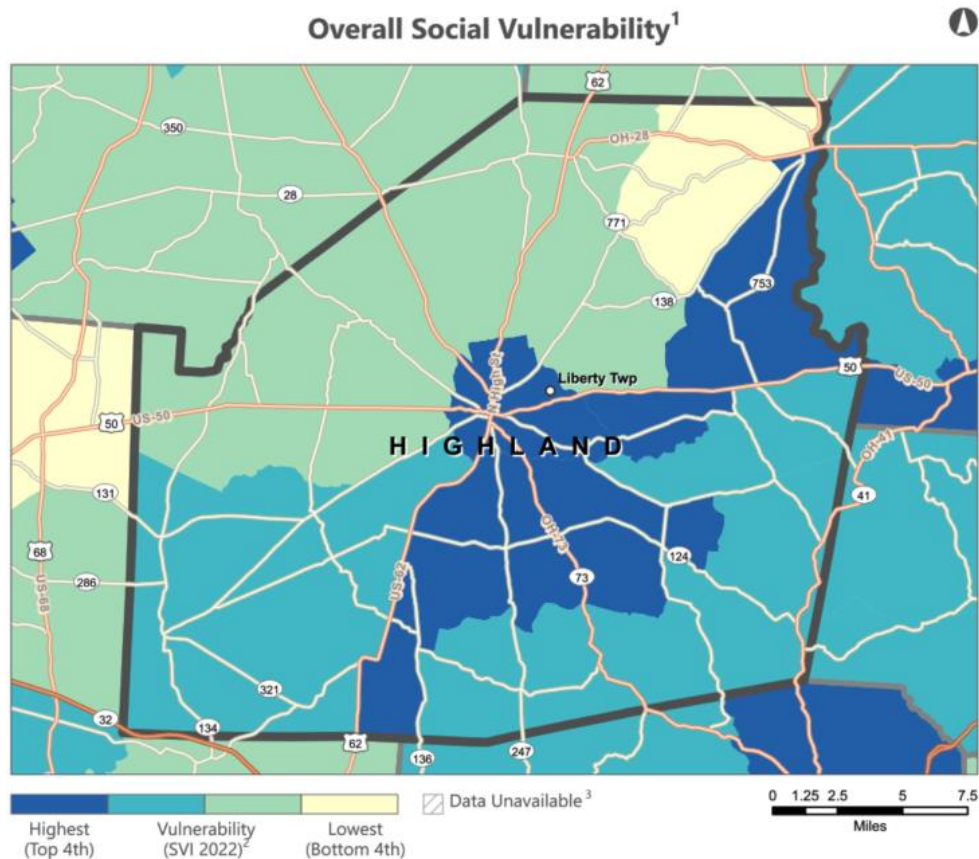 Overall Social Vulnerability1
62
350
OH-28
28
771
753
138
N High St
50
US-50
Liberty Twp
US-50
50
HIGHLAND
OH-41
131
41
68
OH-73
124
286
US-62
73
US-68
321
32
134
62
136
247
Highest
(Top 4th)
Vulnerability
(SVI 2022)2
Lowest
(Bottom 4th)
Data Unavailable3
0 1.25 2.5 5 7.5
Miles